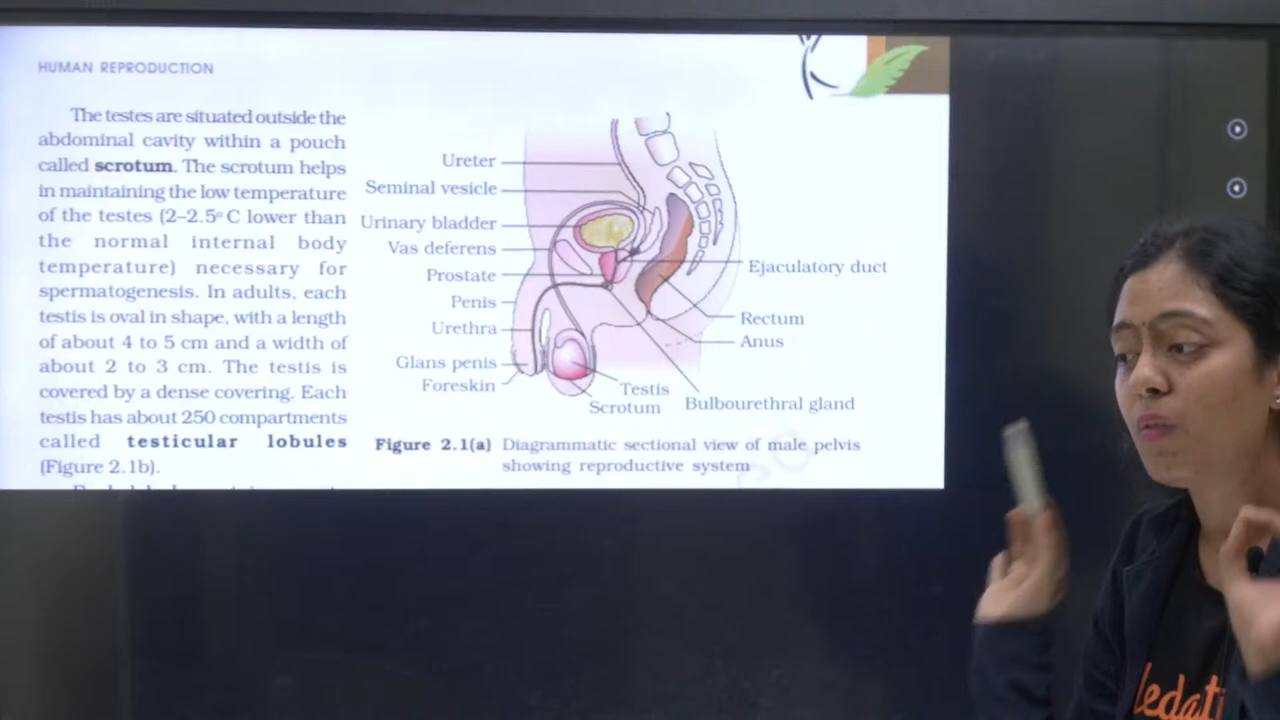 HUMAN REPRODUCTION
The testes are situated outside the
abdominal cavity within a pouch
called scrotum. The scrotum helps
in maintaining the low temperature
of the testes (2–2.5° C lower than
the normal internal body
temperature) necessary for
spermatogenesis. In adults, each
testis is oval in shape, with a length
of about 4 to 5 cm and a width of
about 2 to 3 cm. The testis is
covered by a dense covering. Each
testis has about 250 compartments
called testicular lobules
(Figure 2.1b).
Ureter
Seminal vesicle
Urinary bladder
Vas deferens
Prostate
Penis
Urethra
Glans penis
Foreskin
Ejaculatory duct
Rectum
Anus
Testis
Scrotum
Bulbourethral gland
Figure 2.1(a) Diagrammatic sectional view of male pelvis
showing reproductive system